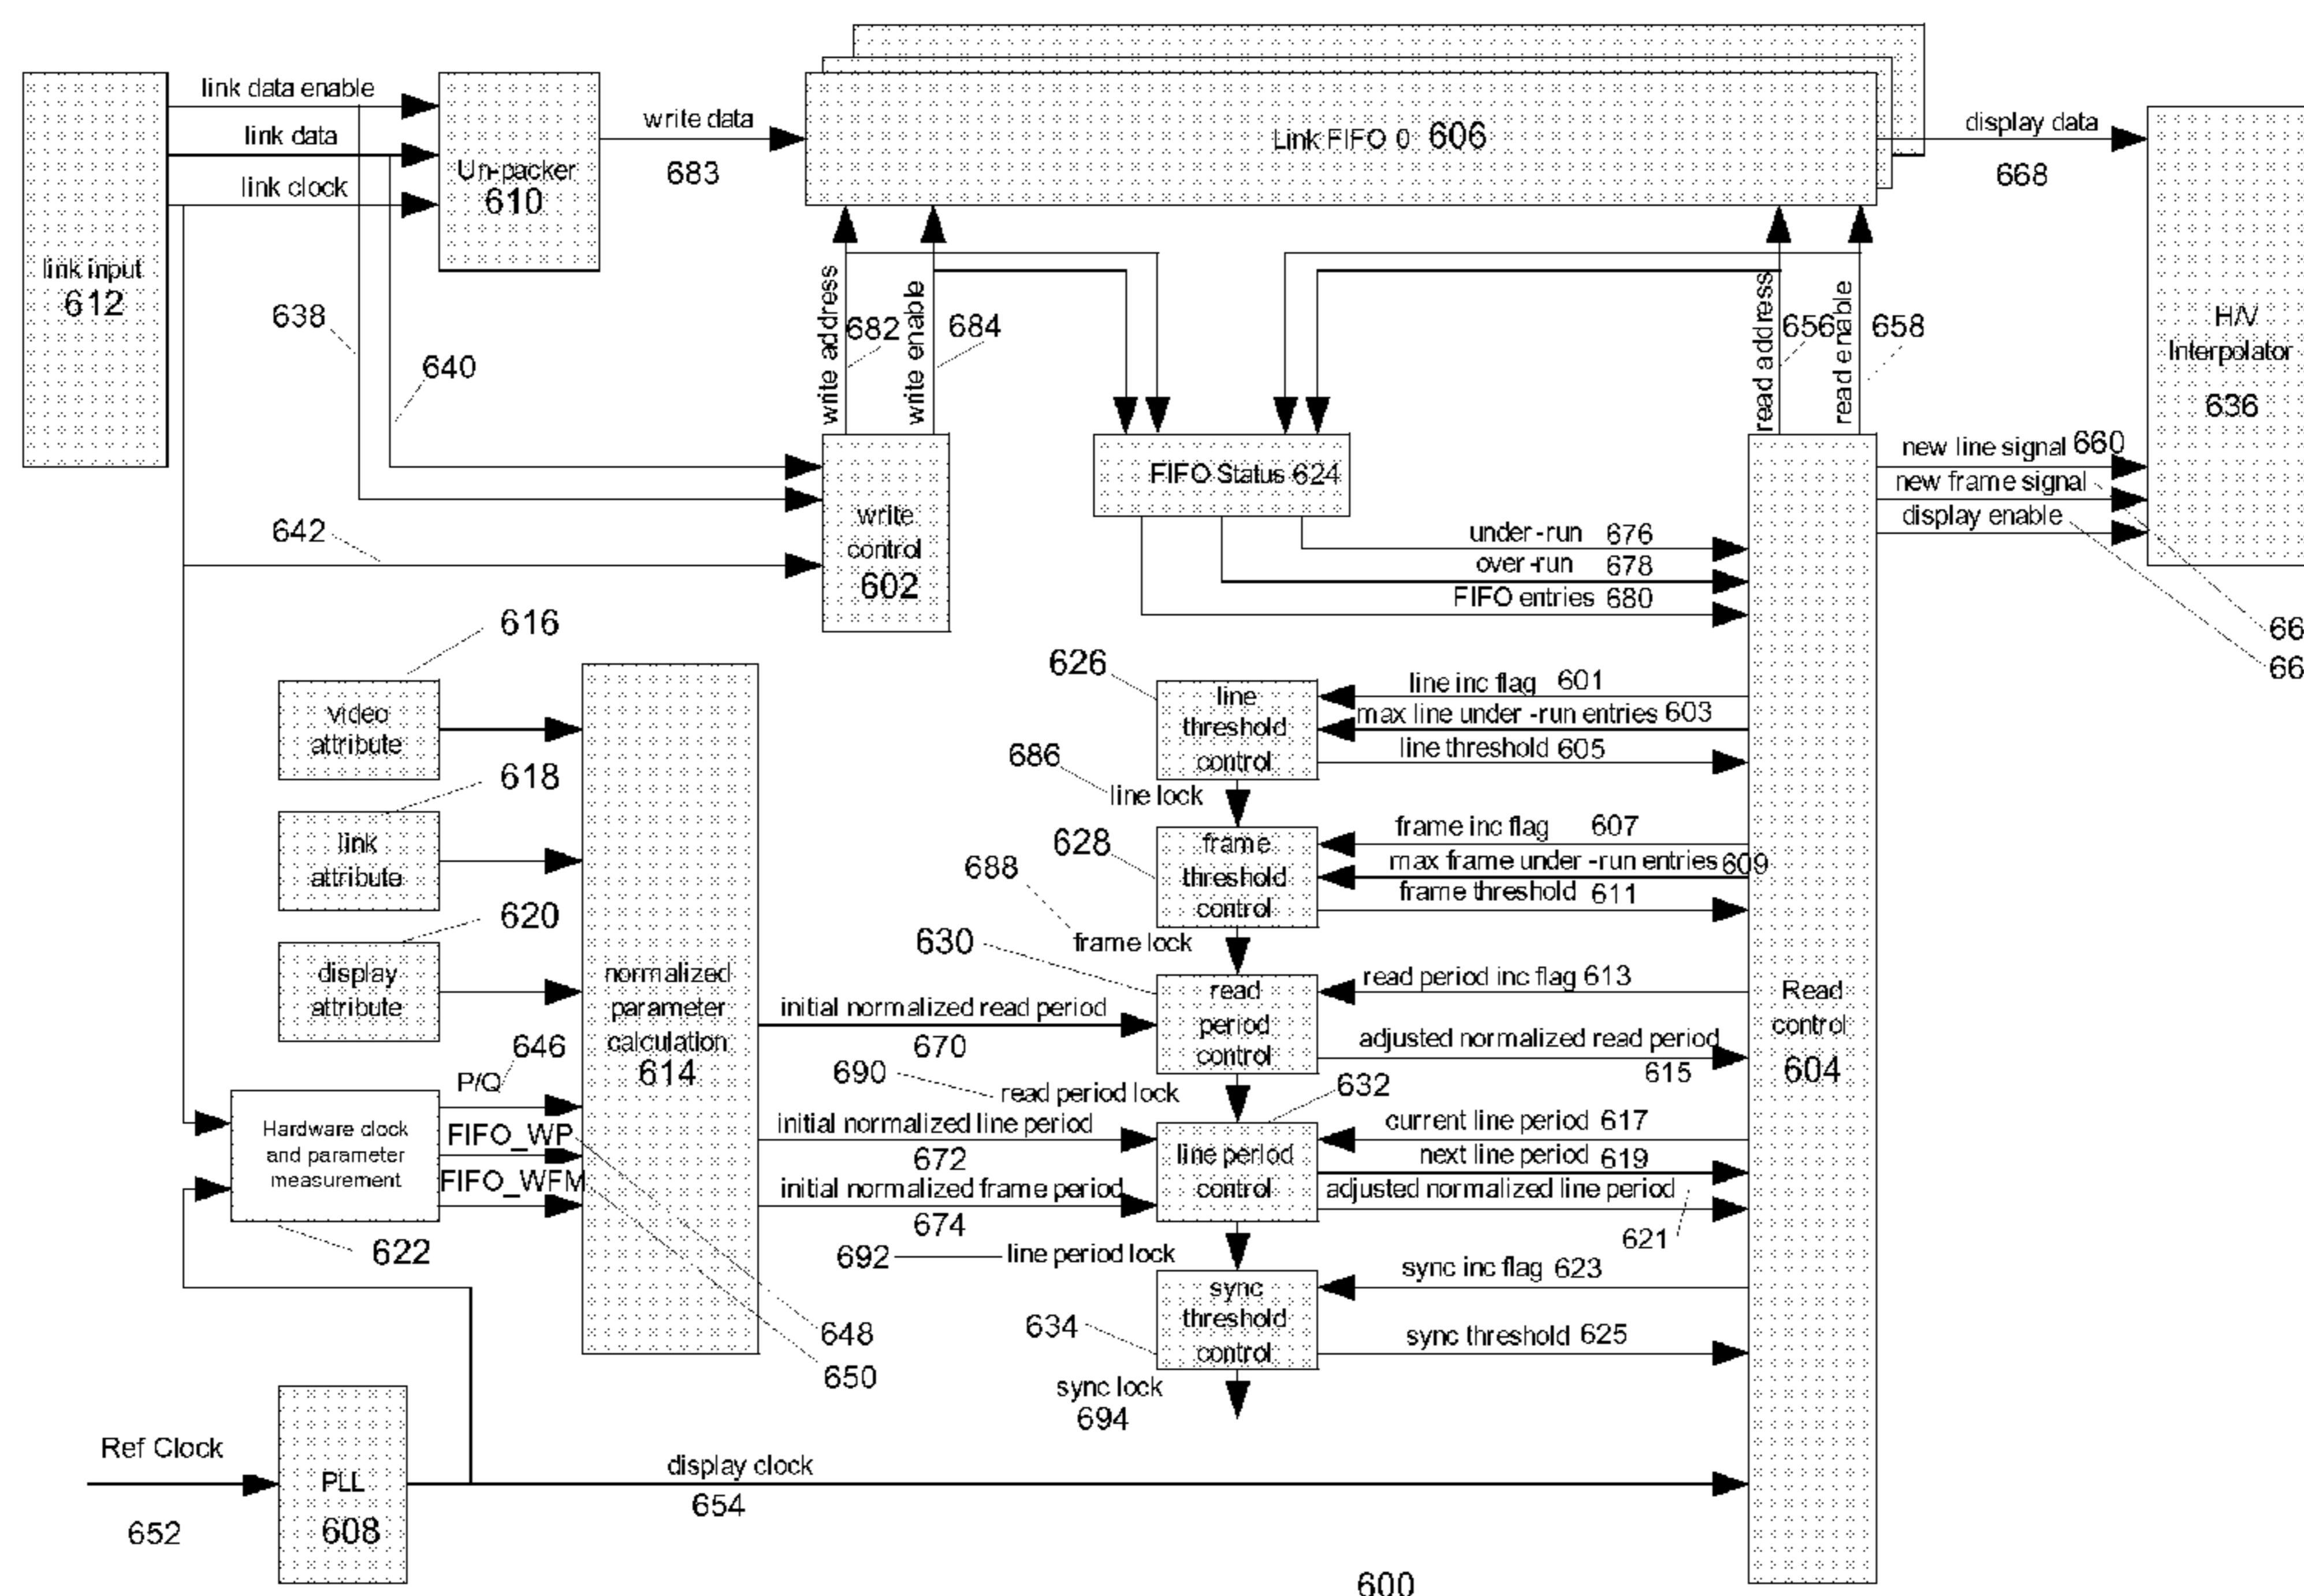 link data enable
link data
link clock
link input
612
Un-packer
610
write data
683
Link FIFO 0 606
display data
668
H/V
Interpolator
636
638
640
642
write address
682
write enable
684
read address
656
read enable
658
write
control
602
FIFO Status 624
new line signal 660
new frame signal
display enable
66
66
under-run 676
over-run 678
FIFO entries 680
616
video
attribute
618
link
attribute
620
display
attribute
normalized
parameter
calculation
614
646
P/Q
FIFO_WP
FIFO_WFM
Hardware clock
and parameter
measurement
622
648
650
initial normalized read period
670
initial normalized line period
672
initial normalized frame period
674
626
line
threshold
control
line inc flag 601
max line under-run entries 603
line threshold 605
686
line lock
628
frame
threshold
control
frame inc flag 607
max frame under-run entries 609
frame threshold 611
688
frame lock
630
read
period
control
read period inc flag 613
adjusted normalized read period
615
690
read period lock
632
line period
control
current line period 617
next line period 619
adjusted normalized line period
621
692
line period lock
634
sync
threshold
control
sync inc flag 623
sync threshold 625
sync lock
694
Read
control
604
Ref Clock
652
PLL
608
display clock
654
600